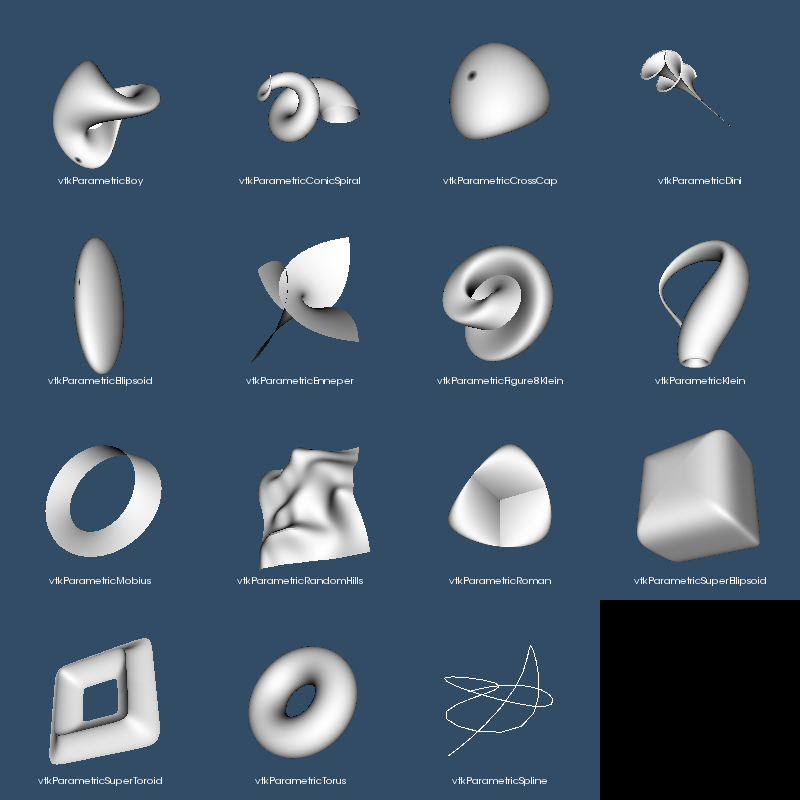 vtkParametricBoy
vtkParametricConicSpiral
vtkParametricCrossCap
vtkParametricDini
vtkParametricEllipsoid
vtkParametricEnneper
vtkParametricFigure8Klein
vtkParametricKlein
vtkParametricMobius
vtkParametricRandomHills
vtkParametricRoman
vtkParametricSuperEllipsoid
vtkParametricSuperToroid
vtkParametricTorus
vtkParametricSpline